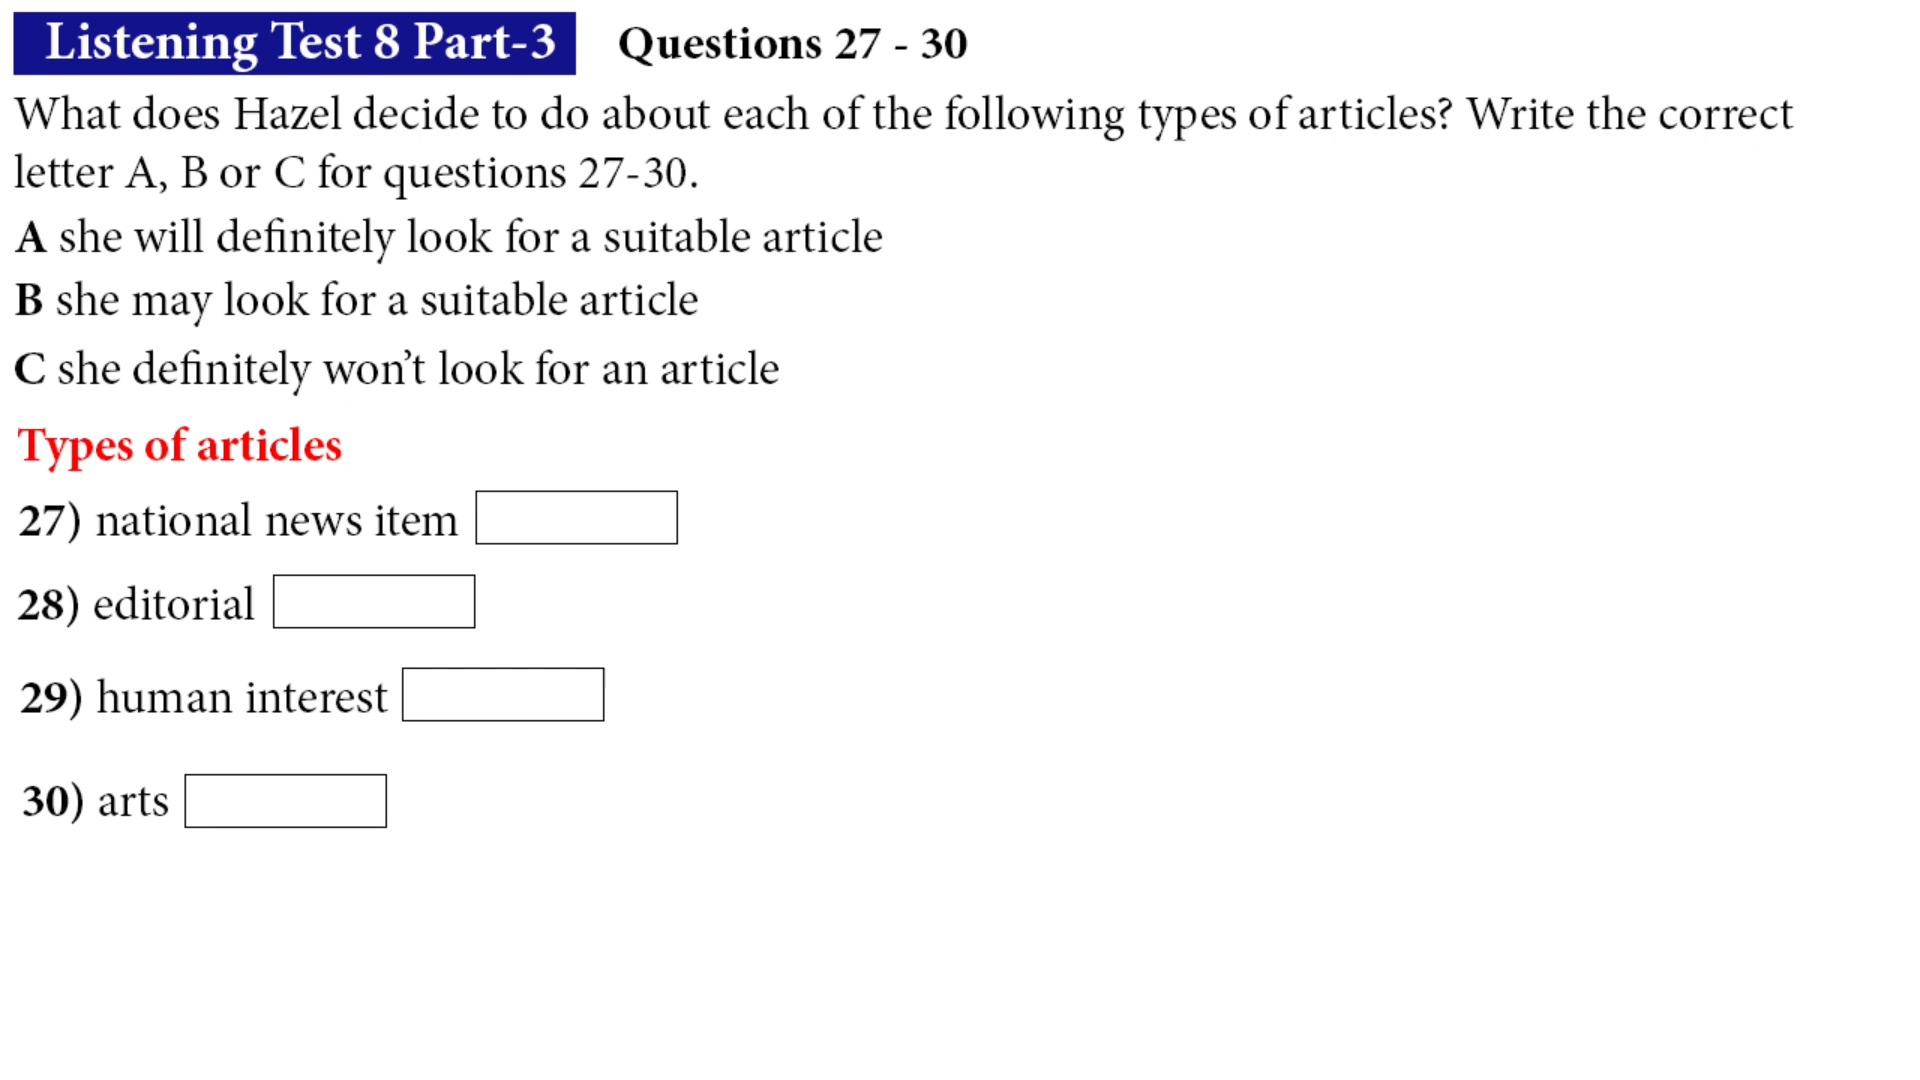 Listening Test 8 Part-3 Questions 27 - 30
What does Hazel decide to do about each of the following types of articles? Write the correct
letter A, B or C for questions 27-30.
A she will definitely look for a suitable article
B she may look for a suitable article
C she definitely won’t look for an article
Types of articles
27) national news item
28) editorial
29) human interest
30) arts